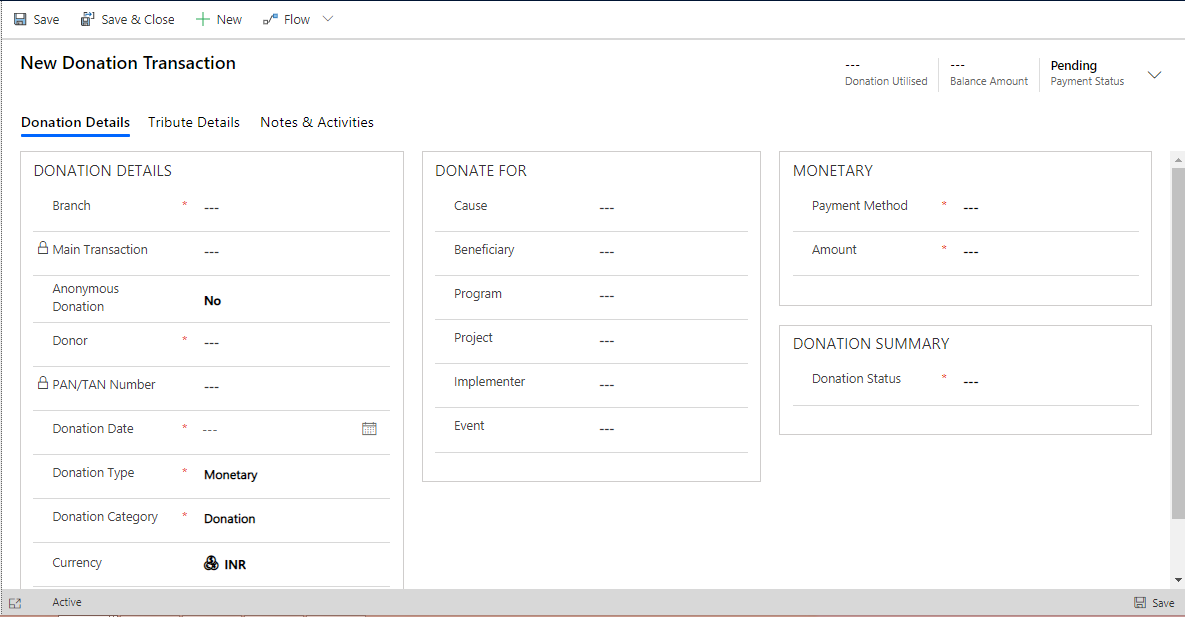 Save Save & Close New Flow
New Donation Transaction
--- --- Pending
Donation Utilised Balance Amount Payment Status
Donation Details Tribute Details Notes & Activities
DONATION DETAILS
Branch * ---
Main Transaction ---
Anonymous
Donation
No
Donor * ---
PAN/TAN Number ---
Donation Date * ---
Donation Type * Monetary
Donation Category * Donation
Currency INR
DONATE FOR
Cause ---
Beneficiary ---
Program ---
Project ---
Implementer ---
Event ---
MONETARY
Payment Method * ---
Amount * ---
DONATION SUMMARY
Donation Status * ---
Active Save